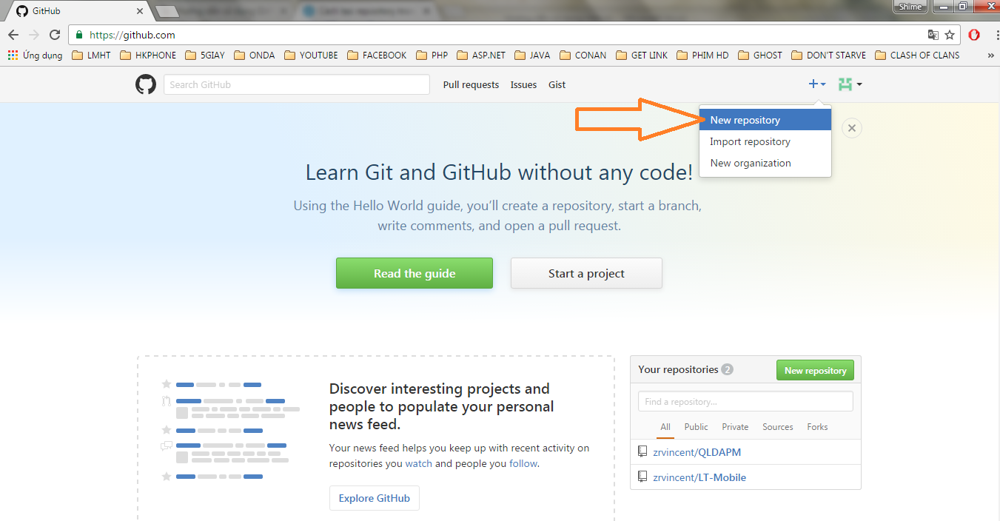 GitHub
Shime
https://github.com
Ứng dụng LMHT HKPHONE 5GIAY ONDA YOUTUBE FACEBOOK PHP ASP.NET JAVA CONAN GET LINK PHIM HD GHOST DON'T STARVE CLASH OF CLANS »
Search GitHub Pull requests Issues Gist
New repository
Import repository
New organization
Learn Git and GitHub without any code!
Using the Hello World guide, you’ll create a repository, start a branch,
write comments, and open a pull request.
Read the guide Start a project
Discover interesting projects and
people to populate your personal
news feed.
Your news feed helps you keep up with recent activity on
repositories you watch and people you follow.
Explore GitHub
Your repositories 2 New repository
Find a repository...
All Public Private Sources Forks
zrvincent/QLDAPM
zrvincent/LT-Mobile